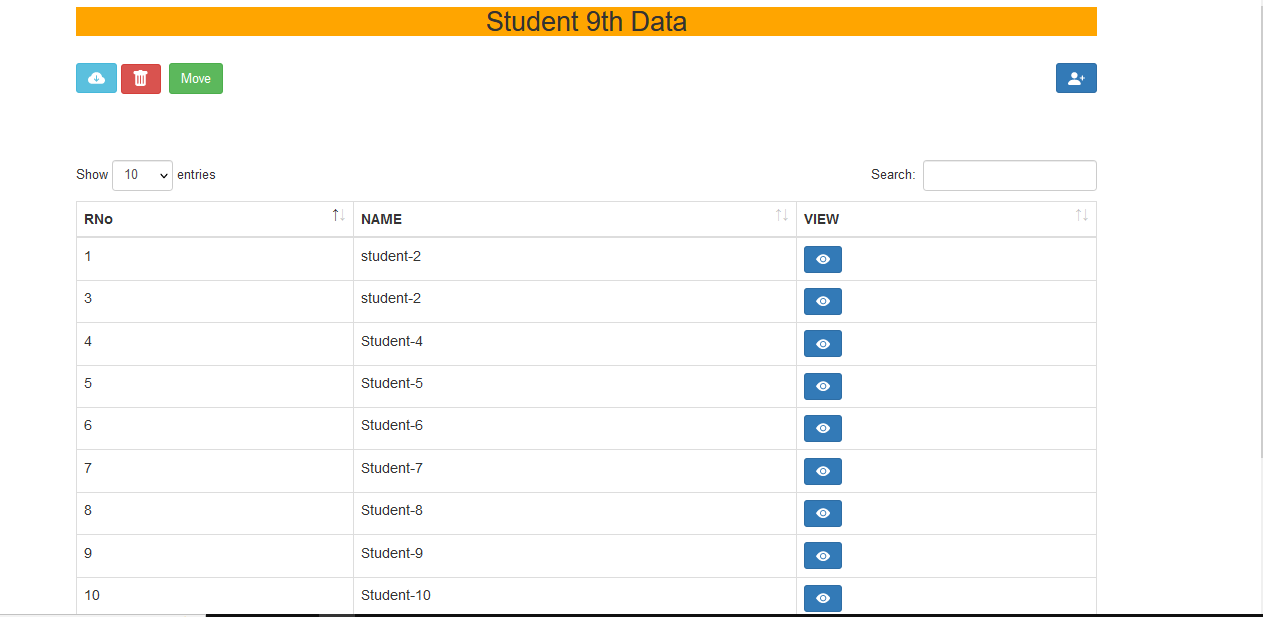 Student 9th Data
Move
Show 10 entries Search:
RNo NAME VIEW
1 student-2
3 student-2
4 Student-4
5 Student-5
6 Student-6
7 Student-7
8 Student-8
9 Student-9
10 Student-10